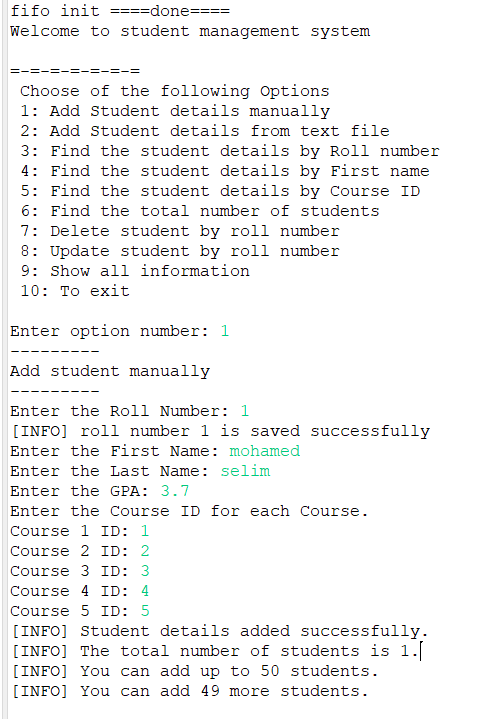 fifo init ====done====
Welcome to student management system
=-=-=-=-=-=-=
Choose of the following Options
1: Add Student details manually
2: Add Student details from text file
3: Find the student details by Roll number
4: Find the student details by First name
5: Find the student details by Course ID
6: Find the total number of students
7: Delete student by roll number
8: Update student by roll number
9: Show all information
10: To exit
Enter option number: 1
---------
Add student manually
---------
Enter the Roll Number: 1
[INFO] roll number 1 is saved successfully
Enter the First Name: mohamed
Enter the Last Name: selim
Enter the GPA: 3.7
Enter the Course ID for each Course.
Course 1 ID: 1
Course 2 ID: 2
Course 3 ID: 3
Course 4 ID: 4
Course 5 ID: 5
[INFO] Student details added successfully.
[INFO] The total number of students is 1.
[INFO] You can add up to 50 students.
[INFO] You can add 49 more students.